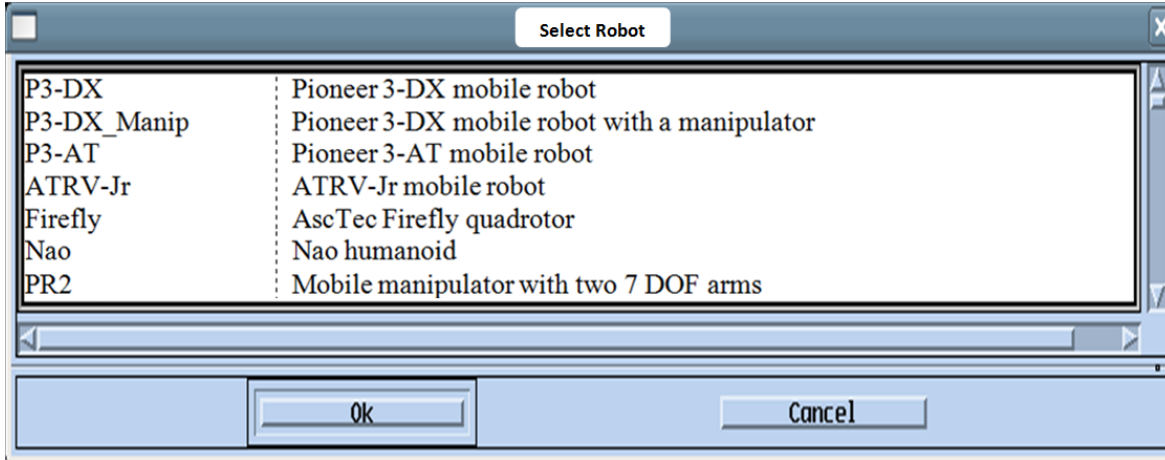 Select Robot
P3-DX Pioneer 3-DX mobile robot
P3-DX_Manip Pioneer 3-DX mobile robot with a manipulator
P3-AT Pioneer 3-AT mobile robot
ATRV-Jr ATRV-Jr mobile robot
Firefly AscTec Firefly quadrotor
Nao Nao humanoid
PR2 Mobile manipulator with two 7 DOF arms
Ok Cancel